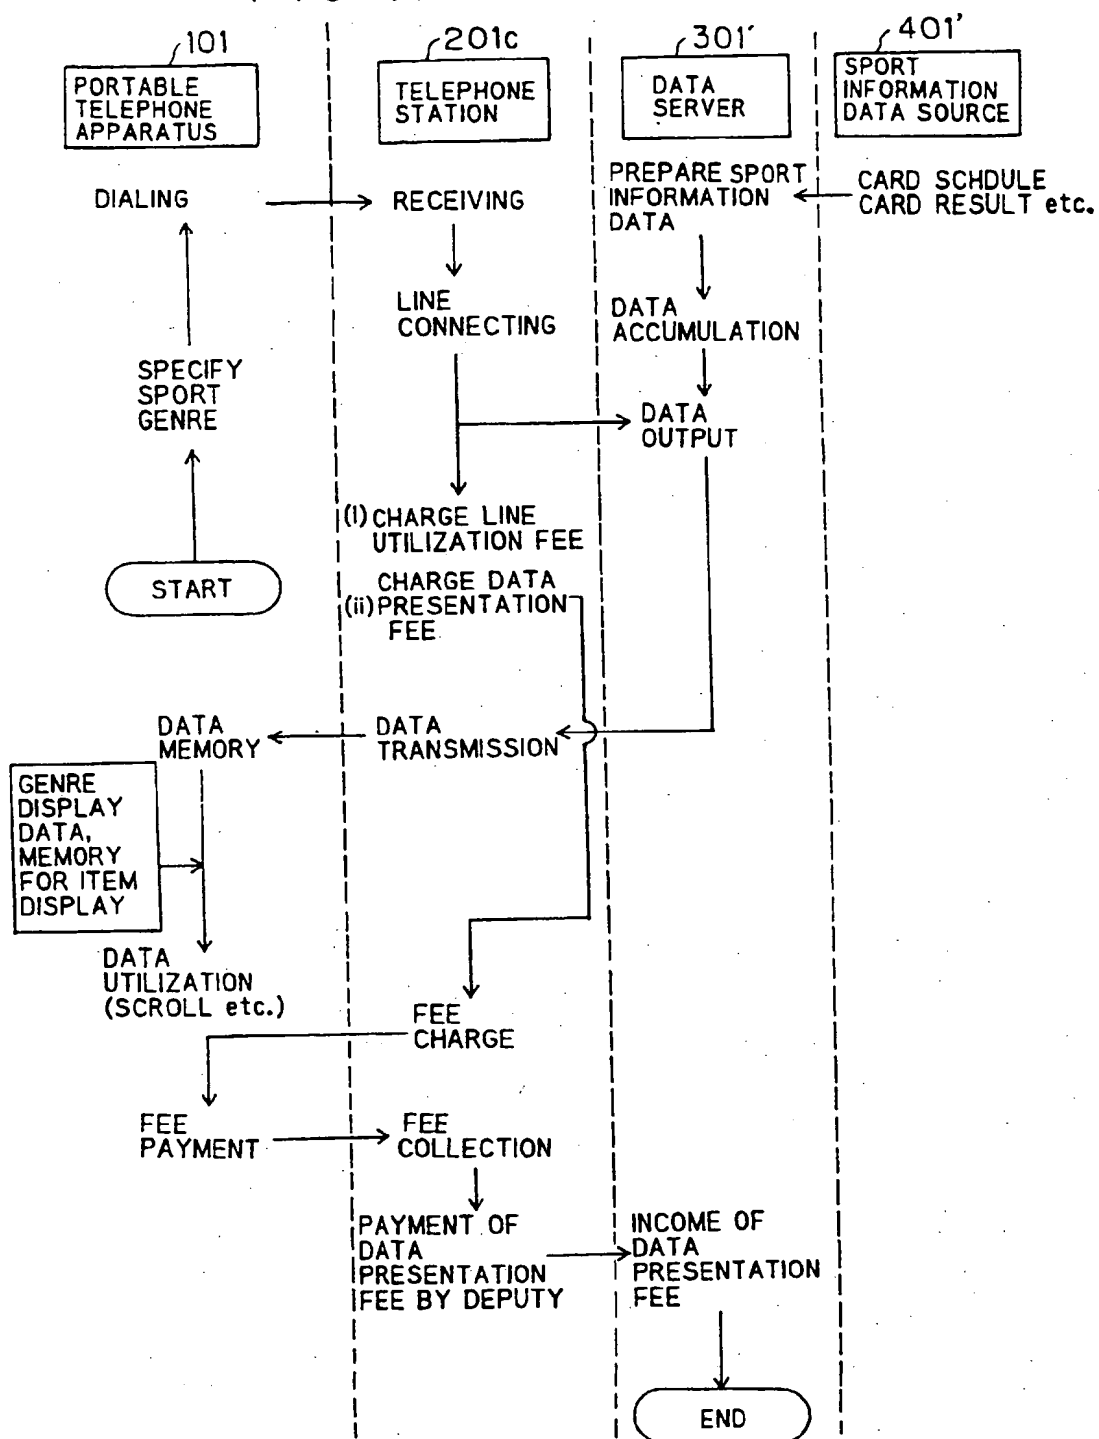 101
201c
301'
401'
PORTABLE
TELEPHONE
APPARATUS
TELEPHONE
STATION
DATA
SERVER
SPORT
INFORMATION
DATA SOURCE
DIALING
RECEIVING
PREPARE SPORT
INFORMATION
DATA
CARD SCHDULE
CARD RESULT etc.
LINE
CONNECTING
DATA
ACCUMULATION
SPECIFY
SPORT
GENRE
DATA
OUTPUT
(i) CHARGE LINE
UTILIZATION FEE
START
CHARGE DATA
(ii) PRESENTATION
FEE
DATA
MEMORY
DATA
TRANSMISSION
GENRE
DISPLAY
DATA,
MEMORY
FOR ITEM
DISPLAY
DATA
UTILIZATION
(SCROLL etc.)
FEE
CHARGE
FEE
PAYMENT
FEE
COLLECTION
PAYMENT OF
DATA
PRESENTATION
FEE BY DEPUTY
INCOME OF
DATA
PRESENTATION
FEE
END